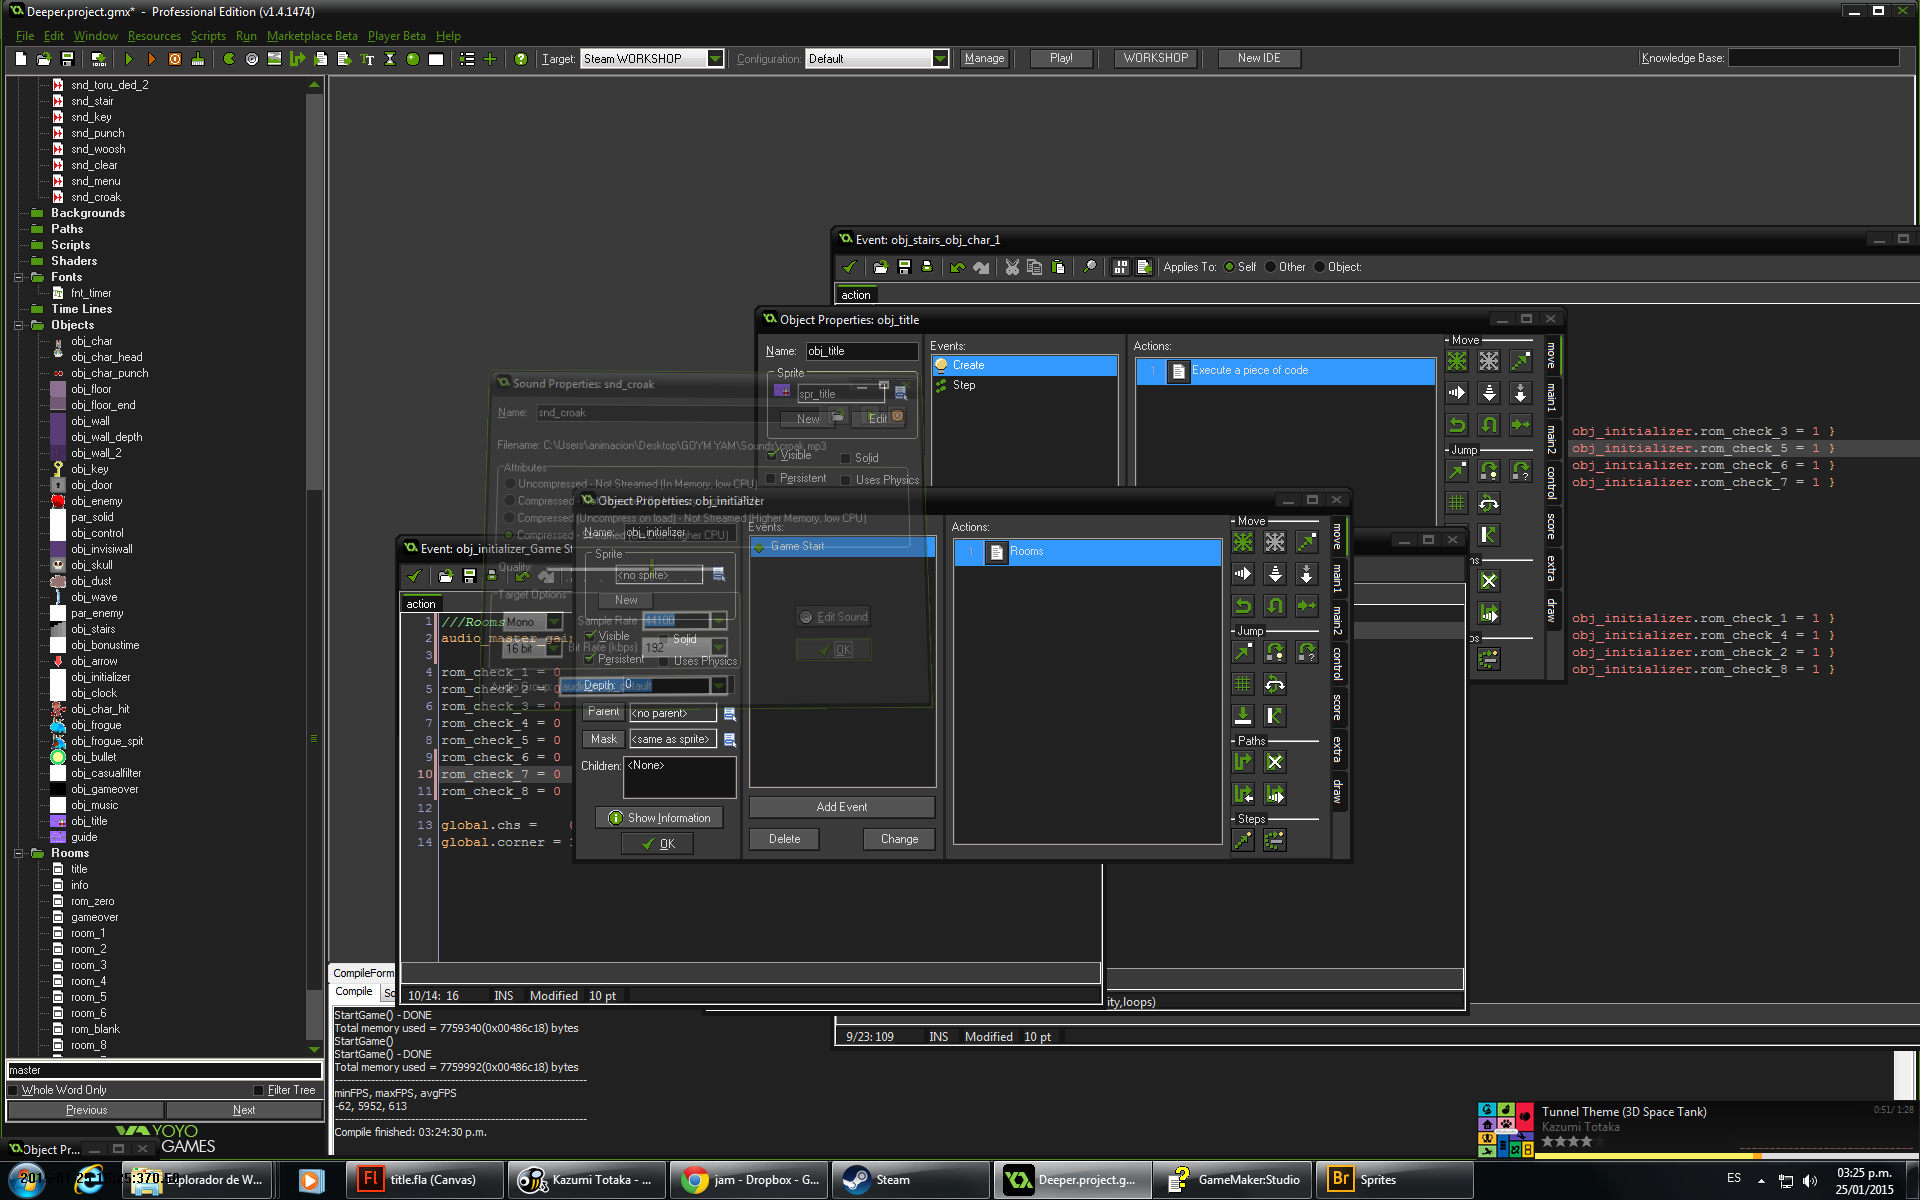 Deeper.project.gmx* - Professional Edition (v1.4.1474)
File Edit Window Resources Scripts Run Marketplace Beta Player Beta Help
Target: Steam WORKSHOP Configuration: Default Manage Play! WORKSHOP New IDE Knowledge Base:
snd_toru_ded_2
snd_stair
snd_key
snd_punch
snd_woosh
snd_clear
snd_menu
snd_croak
Backgrounds
Paths
Scripts
Shaders
Fonts
fnt_timer
Time Lines
Objects
obj_char
obj_char_head
obj_char_punch
obj_floor
obj_floor_end
obj_wall
obj_wall_depth
obj_wall_2
obj_key
obj_door
obj_enemy
par_solid
obj_control
obj_invisiwall
obj_skull
obj_dust
obj_wave
par_enemy
obj_stairs
obj_bonustime
obj_arrow
obj_initializer
obj_clock
obj_char_hit
obj_frogue
obj_frogue_spit
obj_bullet
obj_casualfilter
obj_gameover
obj_music
obj_title
guide
Rooms
title
info
rom_zero
gameover
room_1
room_2
room_3
room_4
room_5
room_6
rom_blank
room_8
master
Whole Word Only Filter Tree
Previous Next
YOYO
GAMES
Object Pr...
Event: obj_stairs_obj_char_1
Applies To: Self Other Object:
action
obj_initializer.rom_check_3 = 1 }
obj_initializer.rom_check_5 = 1 }
obj_initializer.rom_check_6 = 1 }
obj_initializer.rom_check_7 = 1 }
obj_initializer.rom_check_1 = 1 }
obj_initializer.rom_check_4 = 1 }
obj_initializer.rom_check_2 = 1 }
obj_initializer.rom_check_8 = 1 }
9/23: 109 INS Modified 10 pt
Object Properties: obj_title
Name: obj_title
Sprite
spr_title
New Edit
Visible Solid
Persistent Uses Physics
Events:
Create
Step
Actions:
1 Execute a piece of code
Move
Jump
move
main1
main2
control
score
extra
draw
Sound Properties: snd_croak
Name: snd_croak
Filename: C:\Users\animacion\Desktop\GOYM YAM\Sounds\croak.mp3
Attributes
Uncompressed - Not Streamed (In Memory, low CPU)
Compressed (Uncompress on load) - Not Streamed (Higher Memory, low CPU)
Quality:
Target Options
Mono Sample Rate 44100
16 bit Bit Rate (kbps) 192
Edit Sound
OK
Object Properties: obj_initializer
Name: obj_initializer
Sprite
<no sprite>
New
Visible Solid
Persistent Uses Physics
Depth: 0
Parent <no parent>
Mask <same as sprite>
Children: <None>
Show Information
OK
Events:
Game Start
Add Event
Delete Change
Actions:
1 Rooms
Move
Jump
Paths
Steps
move
main1
main2
control
score
extra
draw
Event: obj_initializer_Game St
action
1 ///Rooms
2 audio_master_gain
3
4 rom_check_1 = 0
5 rom_check_2 = 0
6 rom_check_3 = 0
7 rom_check_4 = 0
8 rom_check_5 = 0
9 rom_check_6 = 0
10 rom_check_7 = 0
11 rom_check_8 = 0
12
13 global.chs =
14 global.corner =
10/14: 16 INS Modified 10 pt
ity,loops)
CompileForm
Compile Sc
StartGame() - DONE
Total memory used = 7759340(0x00486c18) bytes
StartGame()
StartGame() - DONE
Total memory used = 7759992(0x00486c18) bytes
minFPS, maxFPS, avgFPS
-62, 5952, 613
Compile finished: 03:24:30 p.m.
Tunnel Theme (3D Space Tank) 0:51/ 1:28
Kazumi Totaka
Explorador de W...
title.fla (Canvas)
Kazumi Totaka - ...
jam - Dropbox - G...
Steam
Deeper.project.g...
GameMaker:Studio
Sprites
ES
03:25 p.m.
25/01/2015